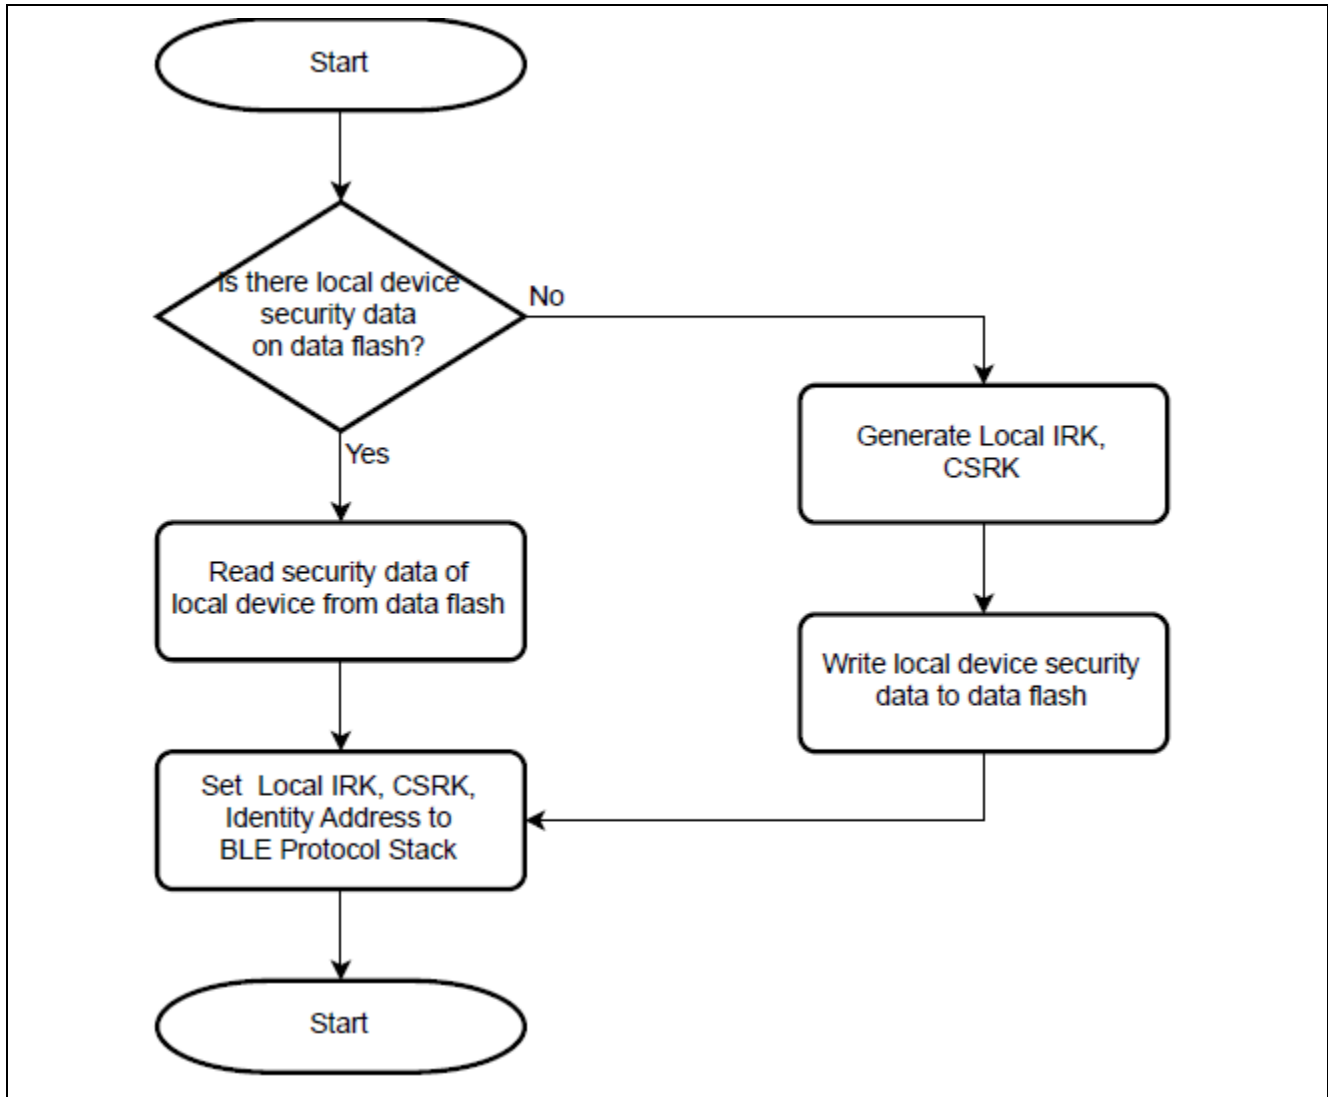 Start
Is there local device
security data
on data flash?
No
Yes
Generate Local IRK,
CSRK
Read security data of
local device from data flash
Write local device security
data to data flash
Set  Local IRK, CSRK,
Identity Address to
BLE Protocol Stack
Start